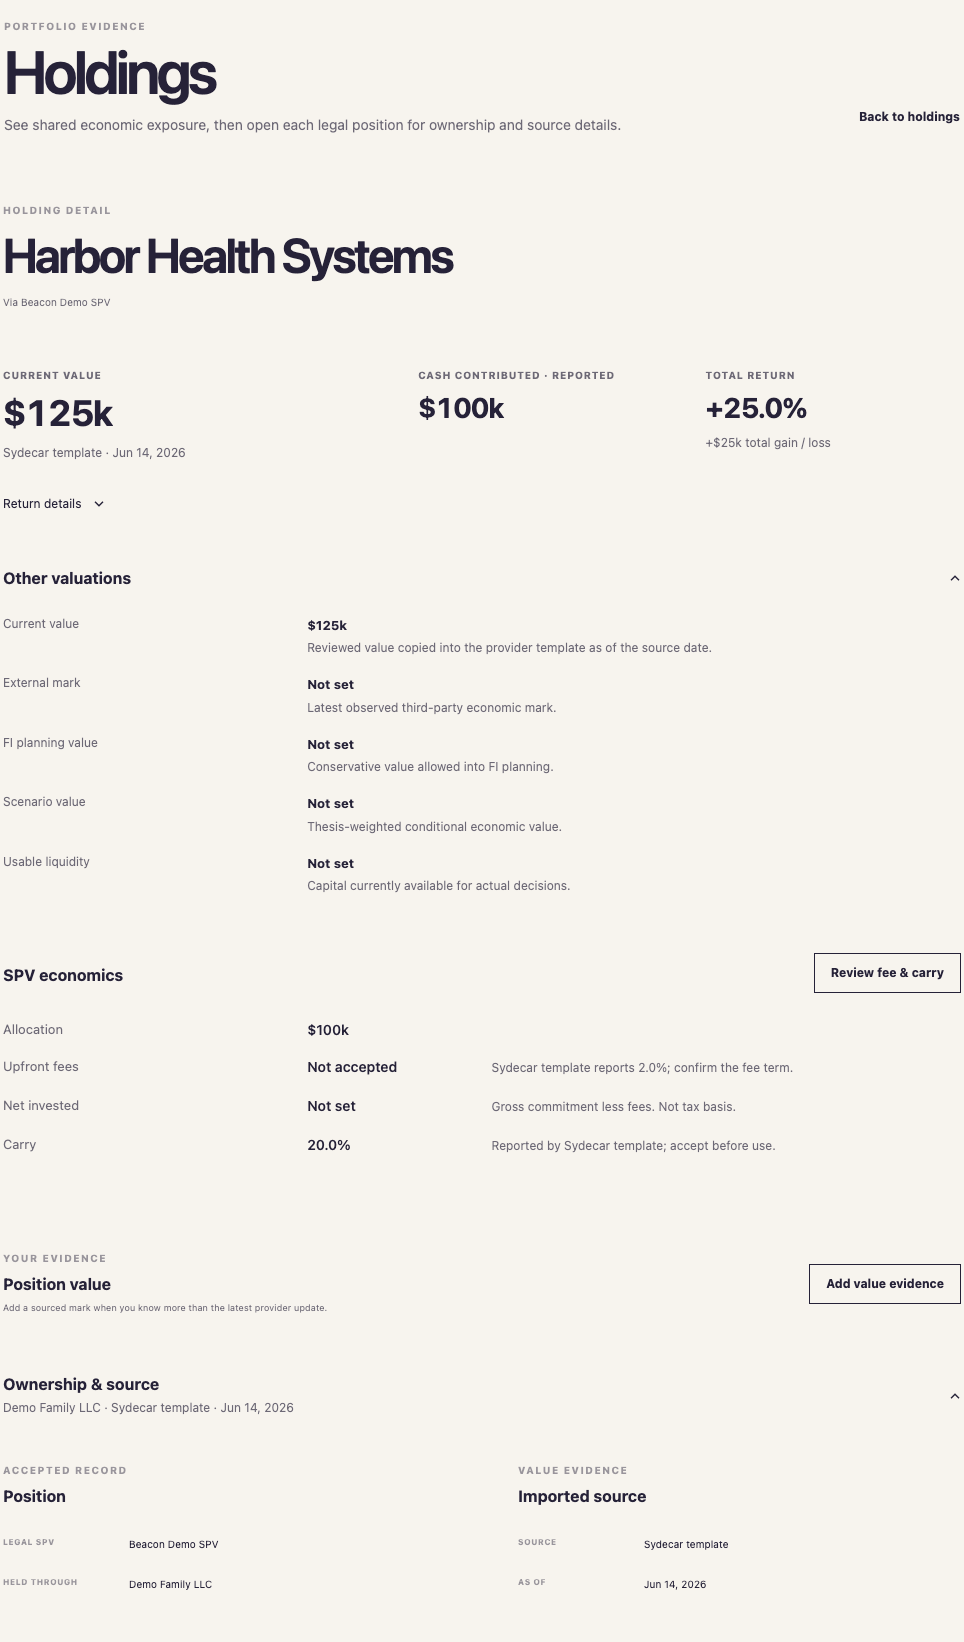 PORTFOLIO EVIDENCE
Holdings
See shared economic exposure, then open each legal position for ownership and source details.
Back to holdings
HOLDING DETAIL
Harbor Health Systems
Via Beacon Demo SPV
CURRENT VALUE
$125k
Sydecar template · Jun 14, 2026
CASH CONTRIBUTED · REPORTED
$100k
TOTAL RETURN
+25.0%
+$25k total gain / loss
Return details
Other valuations
Current value
$125k
Reviewed value copied into the provider template as of the source date.
External mark
Not set
Latest observed third-party economic mark.
FI planning value
Not set
Conservative value allowed into FI planning.
Scenario value
Not set
Thesis-weighted conditional economic value.
Usable liquidity
Not set
Capital currently available for actual decisions.
SPV economics
Review fee & carry
Allocation
$100k
Upfront fees
Not accepted
Sydecar template reports 2.0%; confirm the fee term.
Net invested
Not set
Gross commitment less fees. Not tax basis.
Carry
20.0%
Reported by Sydecar template; accept before use.
YOUR EVIDENCE
Position value
Add a sourced mark when you know more than the latest provider update.
Add value evidence
Ownership & source
Demo Family LLC · Sydecar template · Jun 14, 2026
ACCEPTED RECORD
Position
LEGAL SPV
Beacon Demo SPV
HELD THROUGH
Demo Family LLC
VALUE EVIDENCE
Imported source
SOURCE
Sydecar template
AS OF
Jun 14, 2026